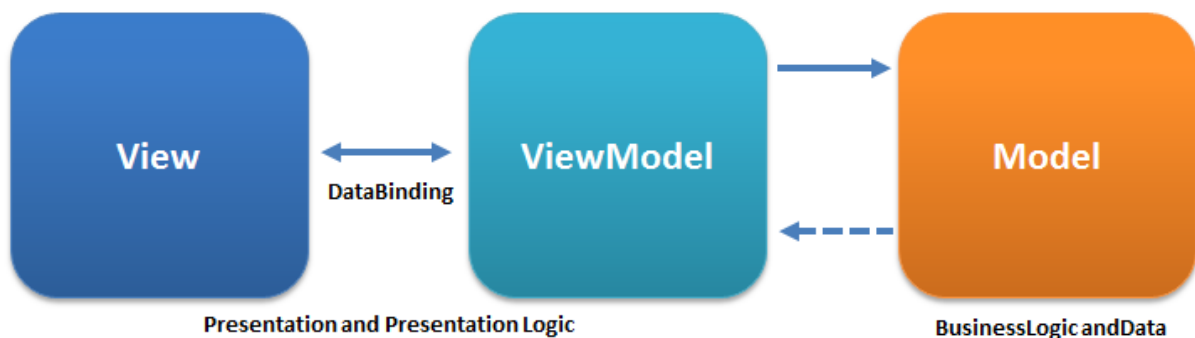 View
ViewModel
Model
DataBinding
Presentation and Presentation Logic
BusinessLogic andData